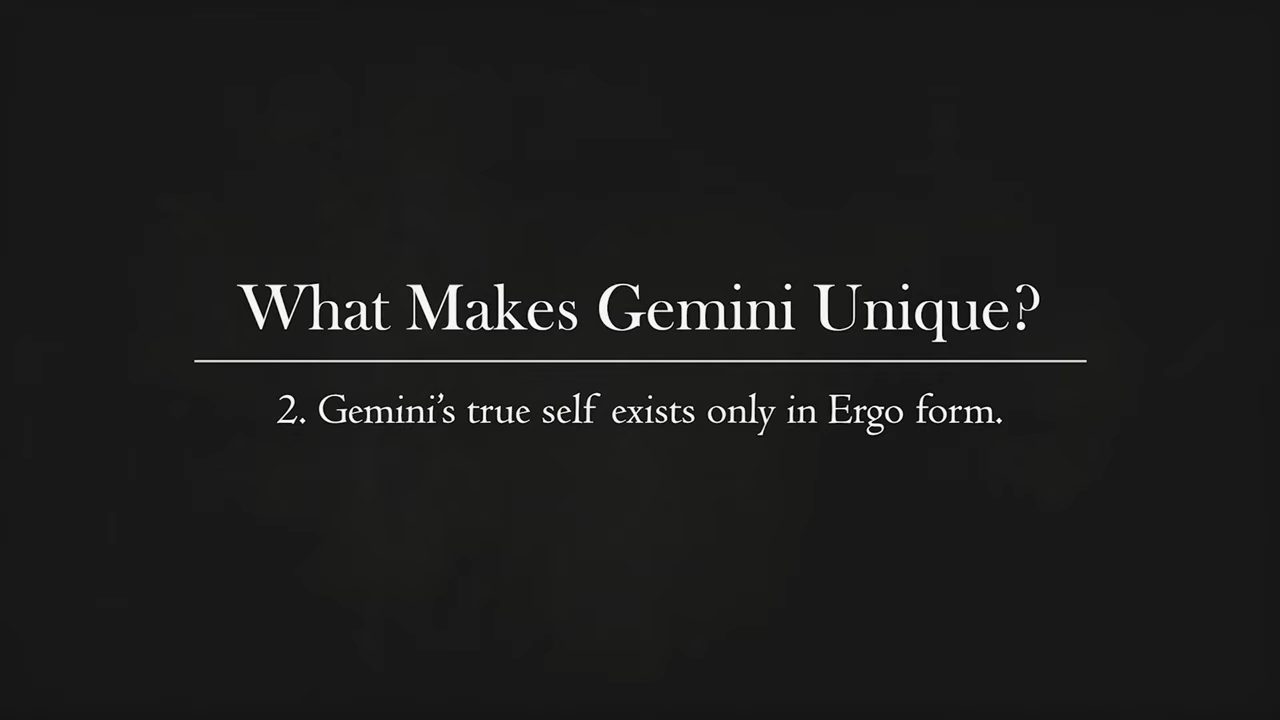 What Makes Gemini Unique?
2. Gemini’s true self exists only in Ergo form.